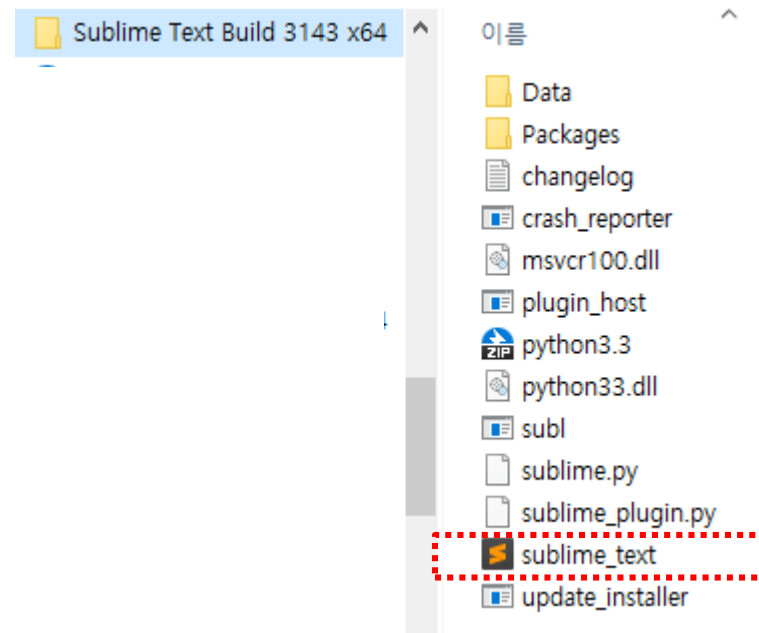 Sublime Text Build 3143 x64
이름
Data
Packages
changelog
crash_reporter
msvcr100.dll
plugin_host
ZIP python3.3
python33.dll
subl
sublime.py
sublime_plugin.py
sublime_text
update_installer